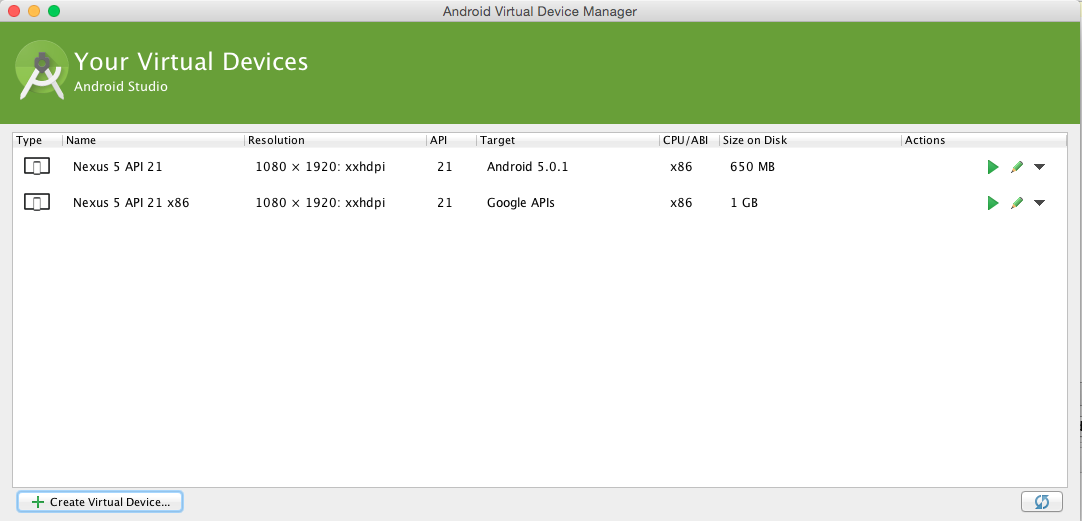 Android Virtual Device Manager
Your Virtual Devices
Android Studio
Type Name Resolution API Target CPU/ABI Size on Disk Actions
Nexus 5 API 21 1080 × 1920: xxhdpi 21 Android 5.0.1 x86 650 MB
Nexus 5 API 21 x86 1080 × 1920: xxhdpi 21 Google APIs x86 1 GB
Create Virtual Device...